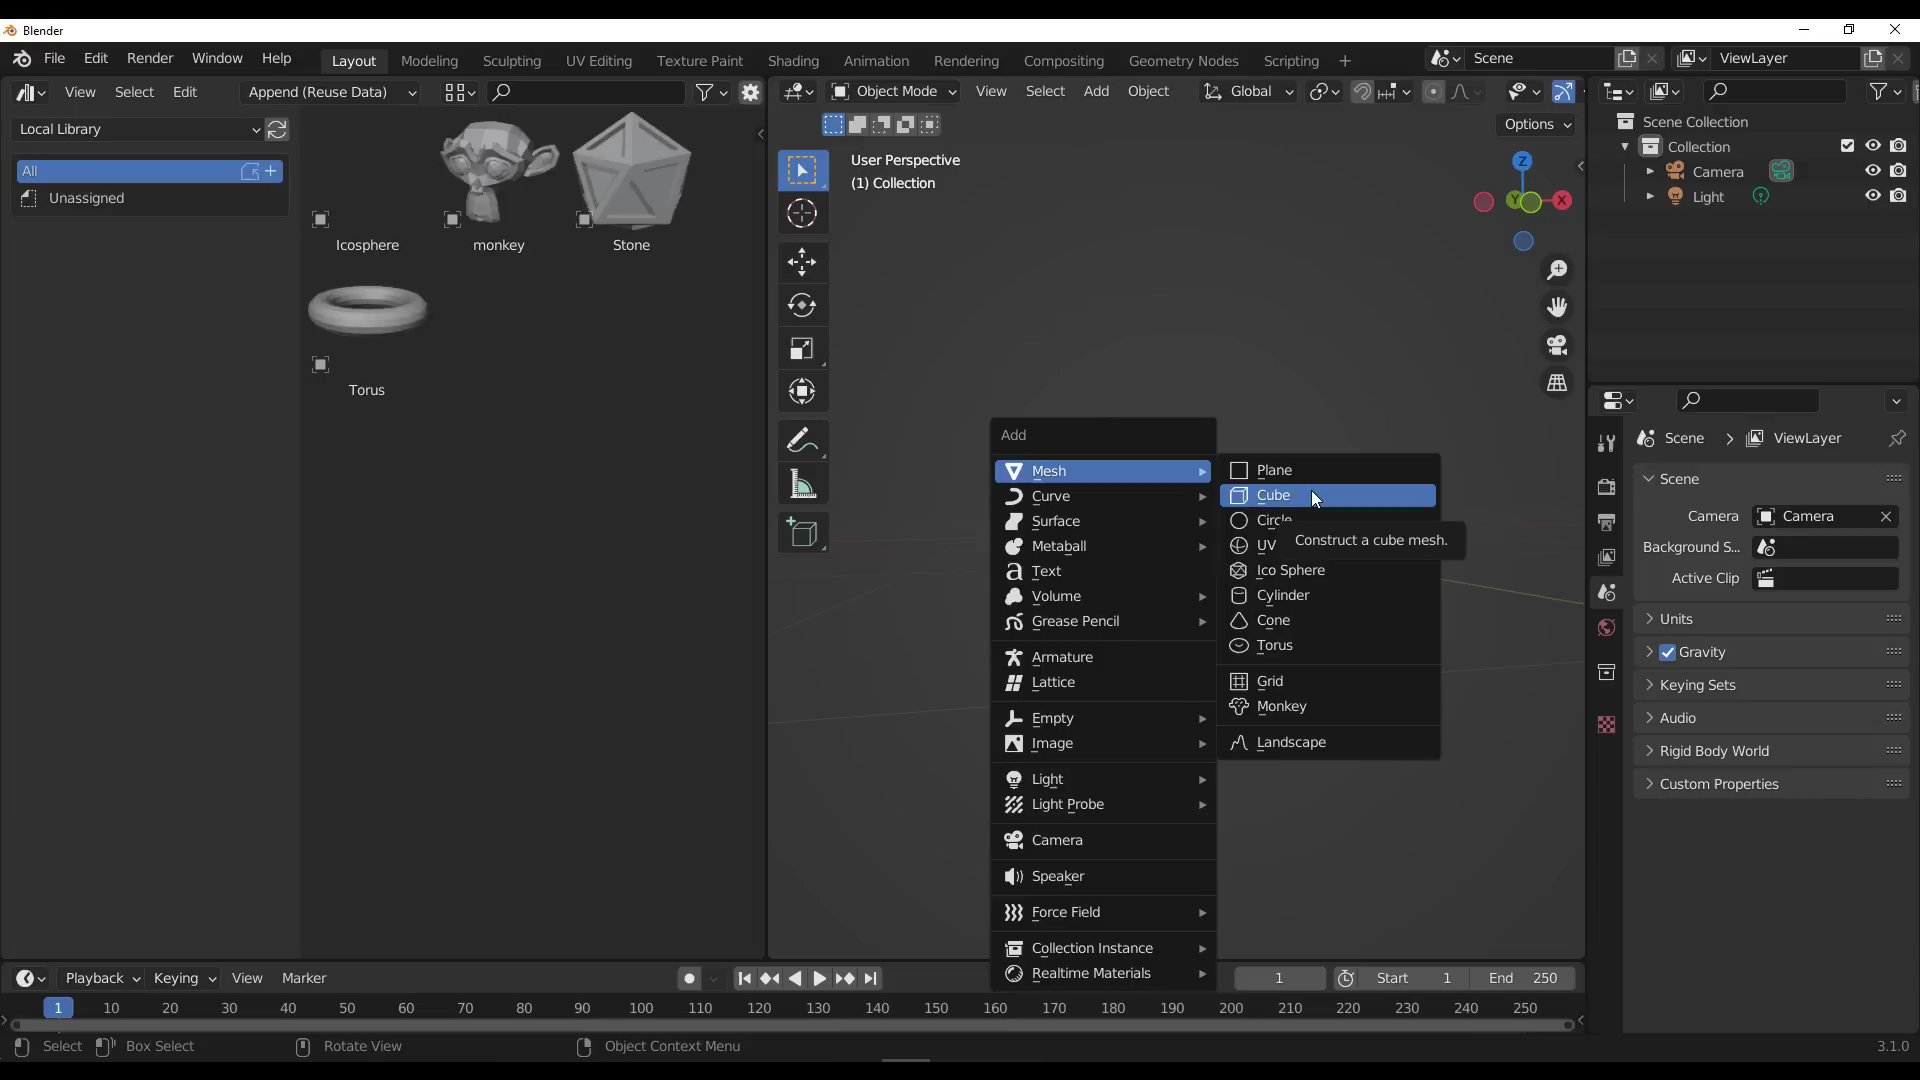 Blender
File Edit Render Window Help Layout Modeling Sculpting UV Editing Texture Paint Shading Animation Rendering Compositing Geometry Nodes Scripting + Scene ViewLayer
View Select Edit Append (Reuse Data)
Object Mode View Select Add Object Global
Options
Local Library
All
Unassigned
Icosphere monkey Stone
Torus
User Perspective
(1) Collection
Z
Y
X
Add
Mesh
Curve
Surface
Metaball
Text
Volume
Grease Pencil
Armature
Lattice
Empty
Image
Light
Light Probe
Camera
Speaker
Force Field
Collection Instance
Realtime Materials
Plane
Cube
Circle
UV
Construct a cube mesh.
Ico Sphere
Cylinder
Cone
Torus
Grid
Monkey
Landscape
Scene Collection
Collection
Camera
Light
Scene > ViewLayer
Scene
Camera Camera
Background S...
Active Clip
Units
Gravity
Keying Sets
Audio
Rigid Body World
Custom Properties
Playback Keying View Marker 1 Start 1 End 250
1 10 20 30 40 50 60 70 80 90 100 110 120 130 140 150 160 170 180 190 200 210 220 230 240 250
Select Box Select Rotate View Object Context Menu 3.1.0